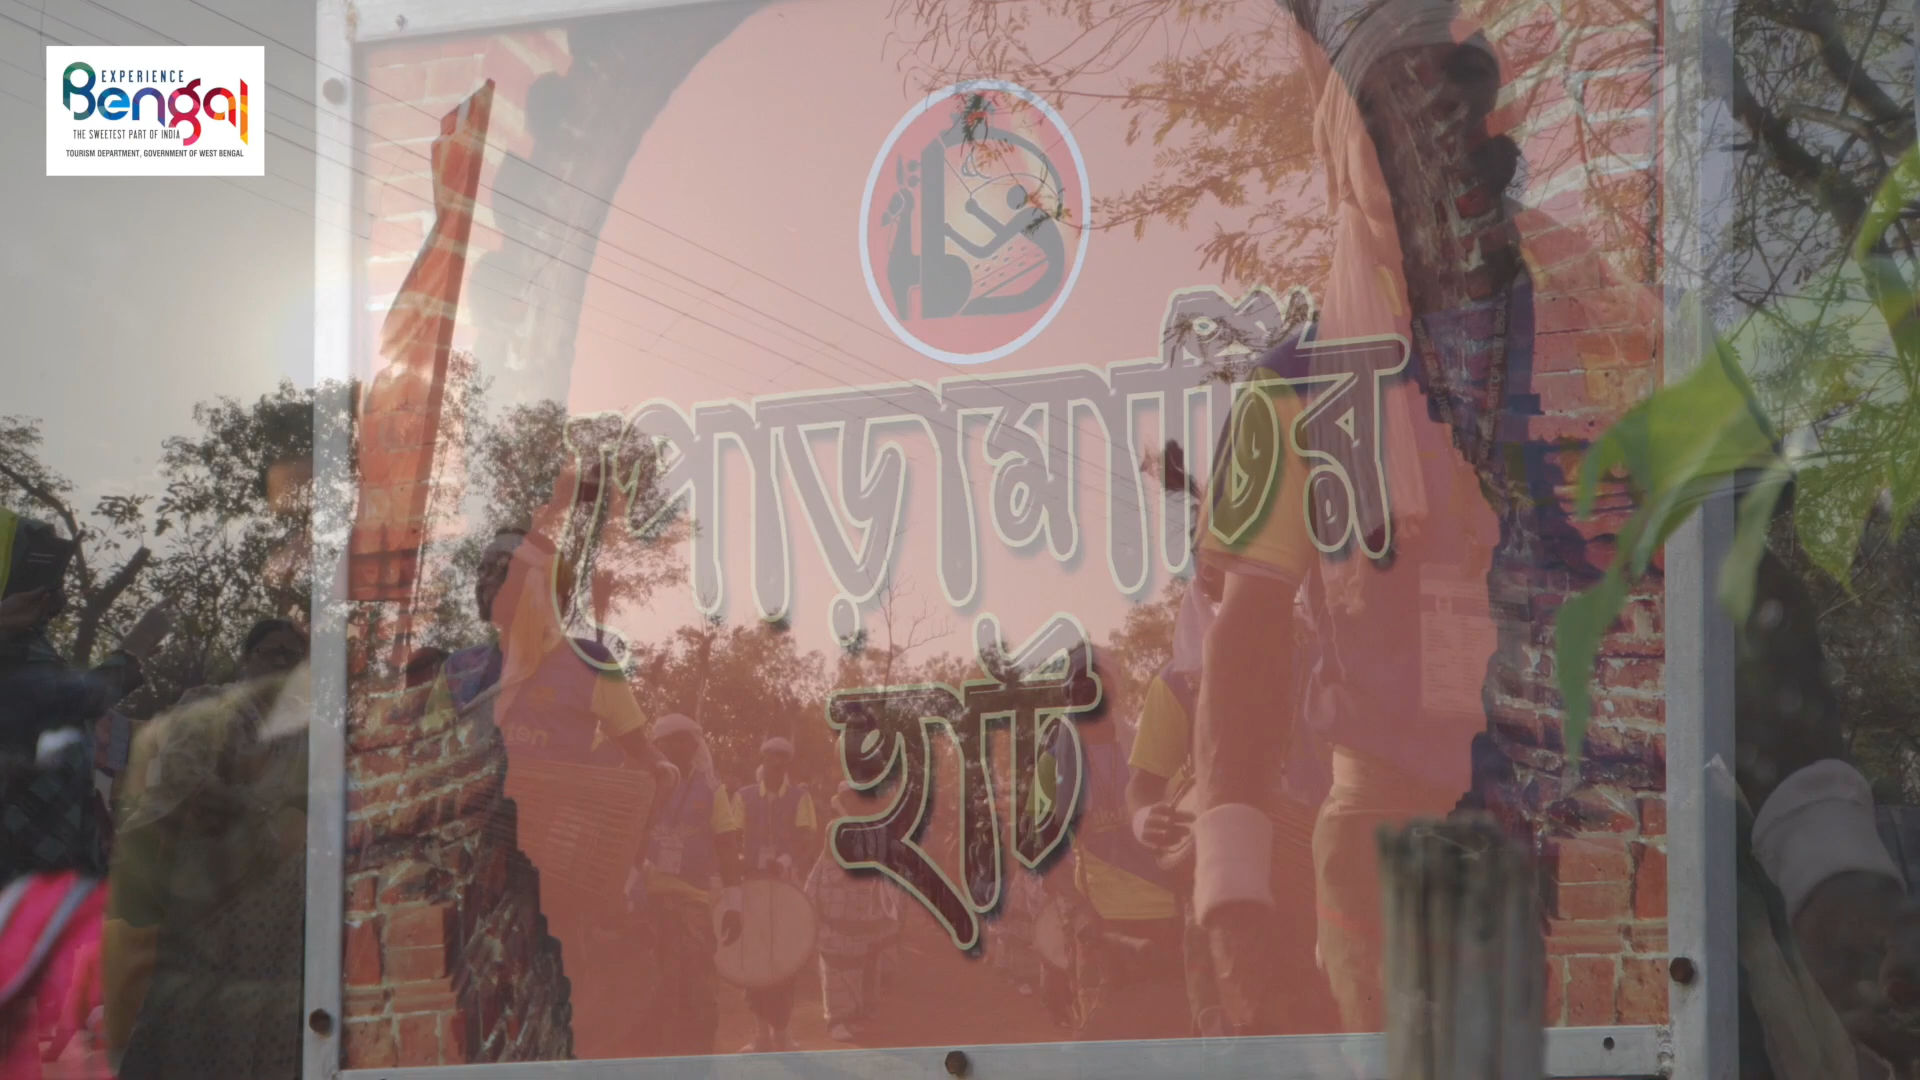 EXPERIENCE
Bengal
THE SWEETEST PART OF INDIA
TOURISM DEPARTMENT, GOVERNMENT OF WEST BENGAL
পোড়ামাটির
হাট